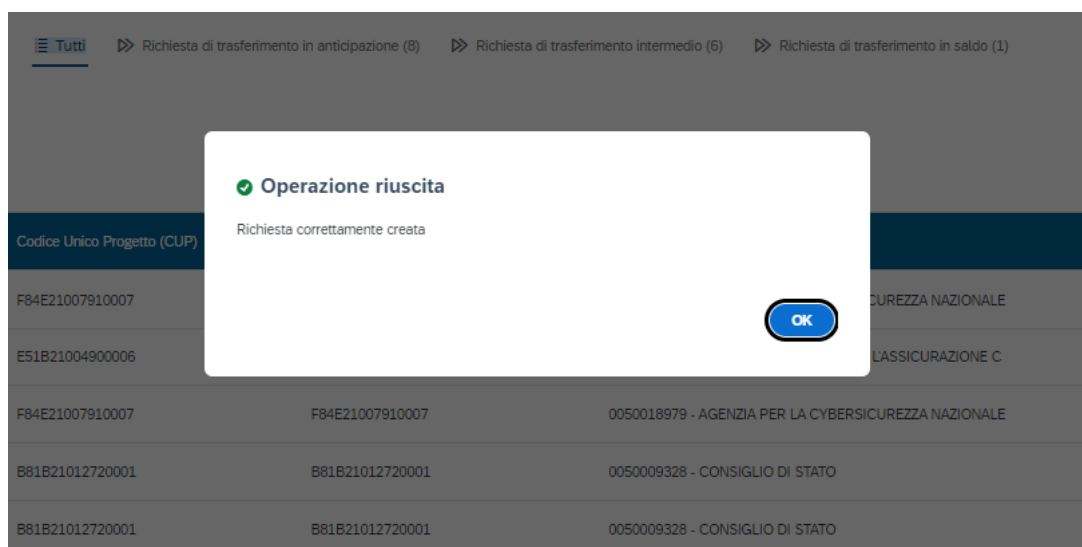 Tutti Richiesta di trasferimento in anticipazione (8) Richiesta di trasferimento intermedio (6) Richiesta di trasferimento in saldo (1)
Operazione riuscita
Richiesta correttamente creata
OK
Codice Unico Progetto (CUP)
F84E21007910007 CUREZZA NAZIONALE
E51B21004900006 L'ASSICURAZIONE C
F84E21007910007 F84E21007910007 0050018979 - AGENZIA PER LA CYBERSICUREZZA NAZIONALE
B81B21012720001 B81B21012720001 0050009328 - CONSIGLIO DI STATO
B81B21012720001 B81B21012720001 0050009328 - CONSIGLIO DI STATO